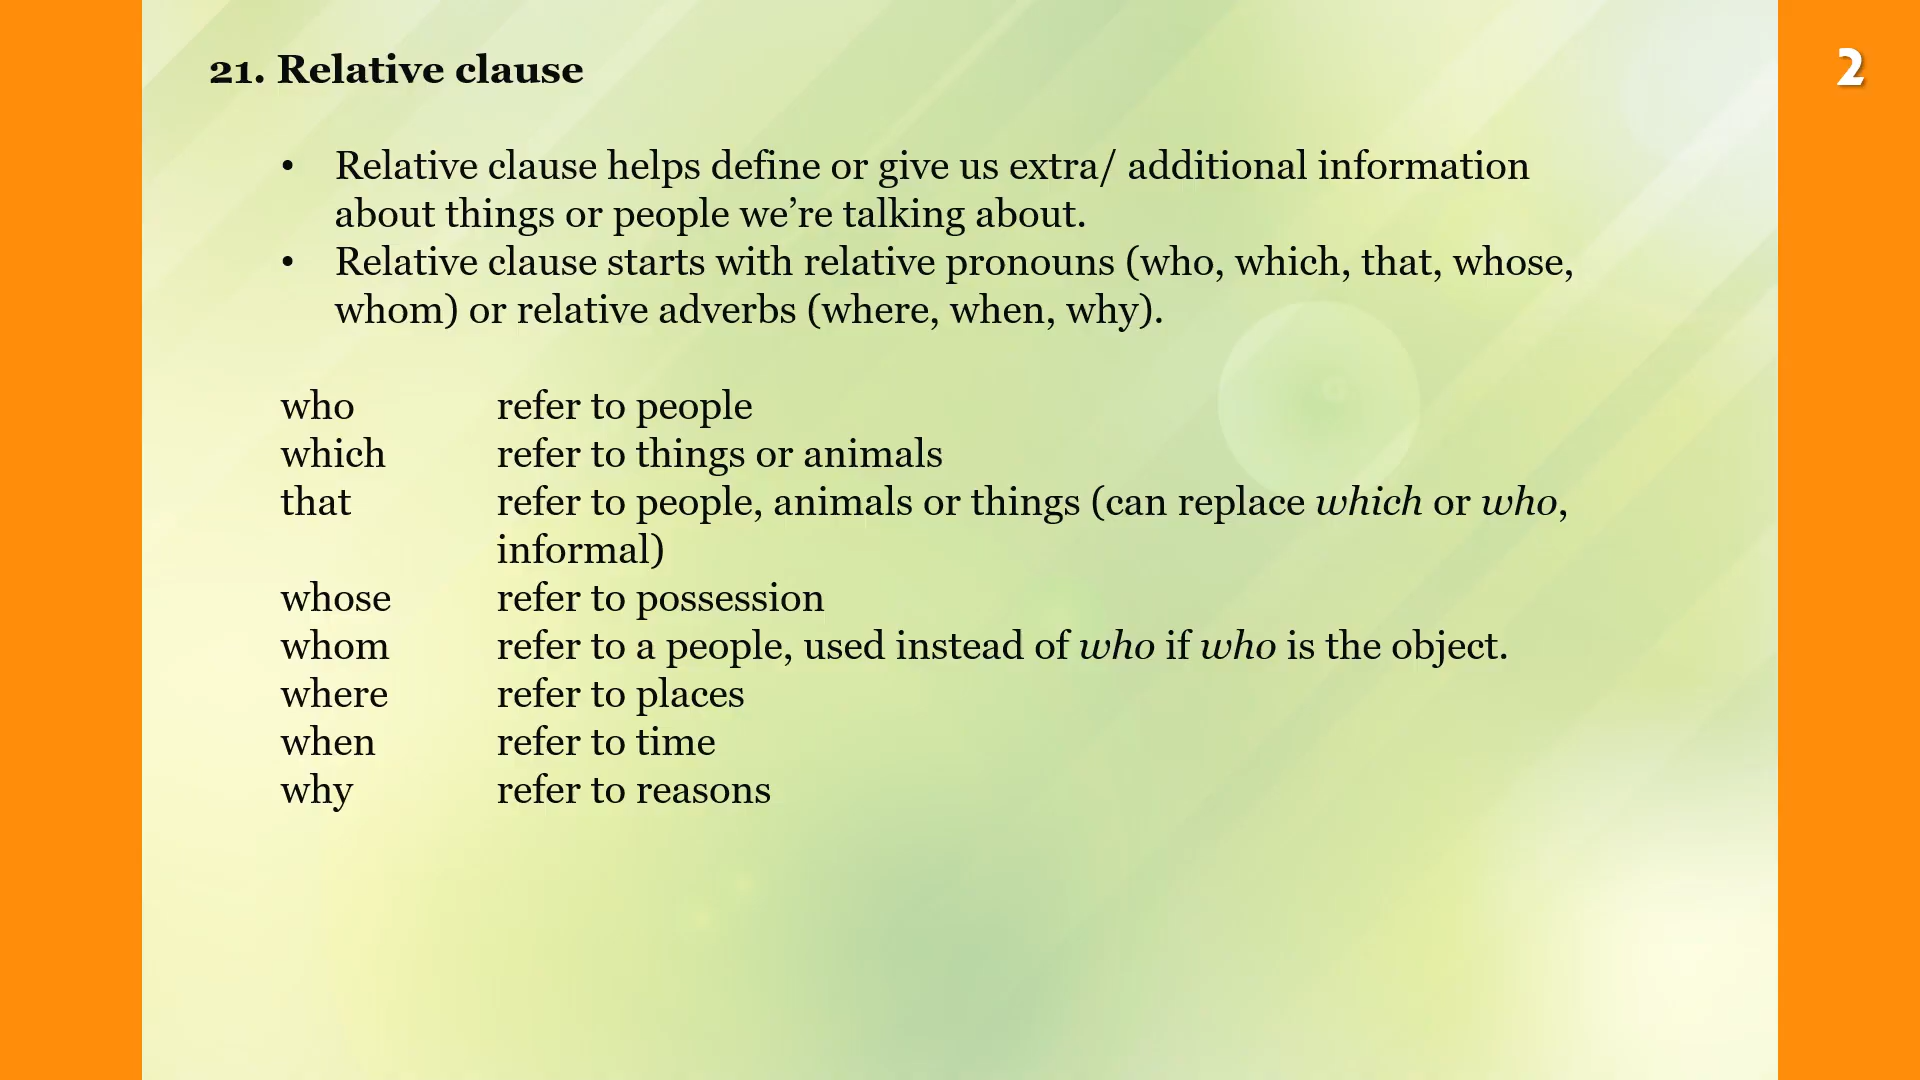 21. Relative clause
2
• Relative clause helps define or give us extra/ additional information
about things or people we’re talking about.
• Relative clause starts with relative pronouns (who, which, that, whose,
whom) or relative adverbs (where, when, why).
who refer to people
which refer to things or animals
that refer to people, animals or things (can replace which or who,
informal)
whose refer to possession
whom refer to a people, used instead of who if who is the object.
where refer to places
when refer to time
why refer to reasons